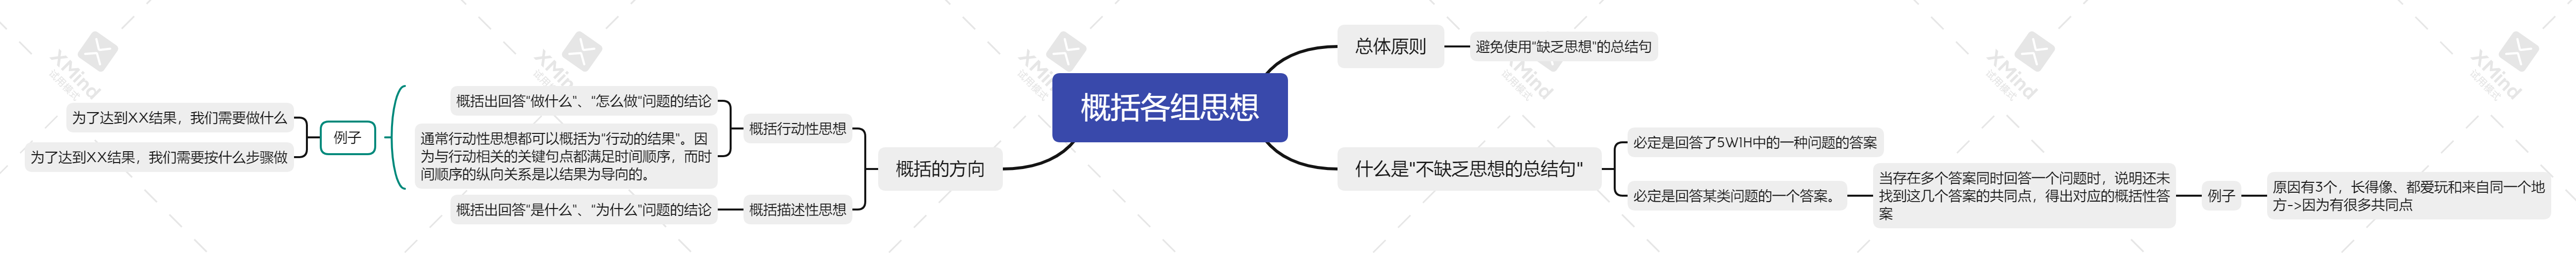 概括各组思想
总体原则
避免使用"缺乏思想"的总结句
什么是"不缺乏思想的总结句"
必定是回答了5W1H中的一种问题的答案
必定是回答某类问题的一个答案。
当存在多个答案同时回答一个问题时，说明还未
找到这几个答案的共同点，得出对应的概括性答
案
例子
原因有3个，长得像、都爱玩和来自同一个地
方->因为有很多共同点
概括的方向
概括行动性思想
概括出回答"做什么"、"怎么做"问题的结论
通常行动性思想都可以概括为"行动的结果"。因
为与行动相关的关键句点都满足时间顺序，而时
间顺序的纵向关系是以结果为导向的。
例子
为了达到XX结果，我们需要做什么
为了达到XX结果，我们需要按什么步骤做
概括描述性思想
概括出回答"是什么"、"为什么"问题的结论
XMind
试用模式
XMind
试用模式
XMind
试用模式
XMind
试用模式
XMind
试用模式
XMind
试用模式